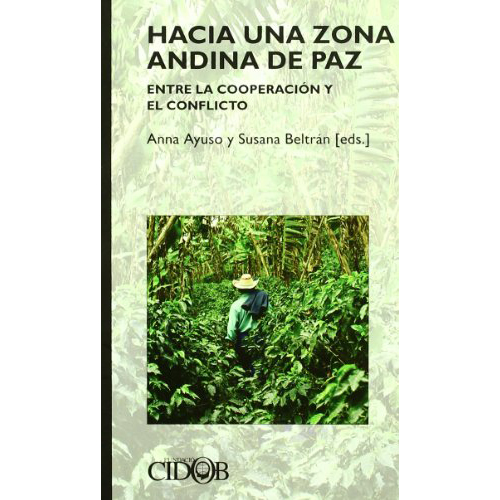 HACIA UNA ZONA
ANDINA DE PAZ
ENTRE LA COOPERACIÓN Y
EL CONFLICTO
Anna Ayuso y Susana Beltrán [eds.]
FUNDACIÓ
CIDOB